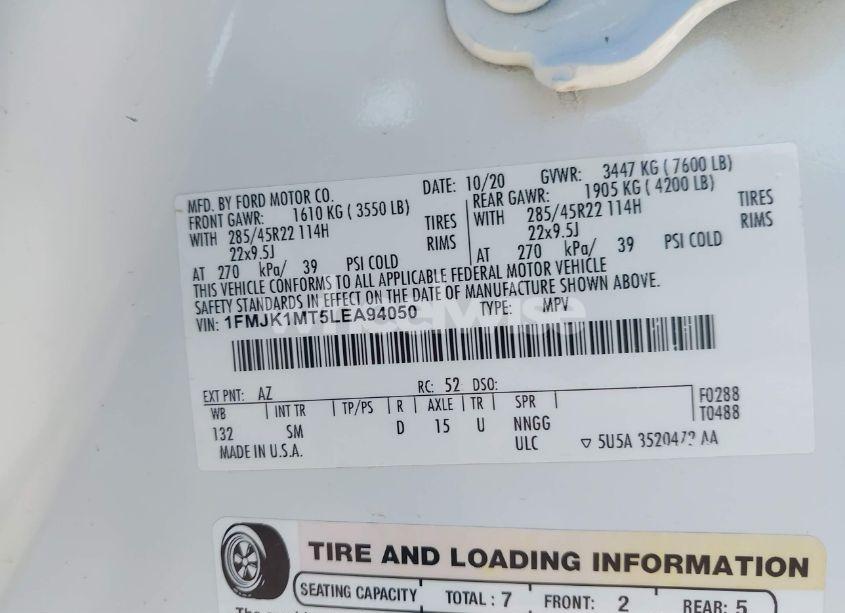 MFD. BY FORD MOTOR CO. DATE: 10/20 GVWR: 3447 KG ( 7600 LB)
FRONT GAWR: 1610 KG ( 3550 LB) REAR GAWR: 1905 KG ( 4200 LB)
WITH 285/45R22 114H TIRES WITH 285/45R22 114H TIRES
22x9.5J RIMS 22x9.5J RIMS
AT 270 kPa/ 39 PSI COLD AT 270 kPa/ 39 PSI COLD
THIS VEHICLE CONFORMS TO ALL APPLICABLE FEDERAL MOTOR VEHICLE
SAFETY STANDARDS IN EFFECT ON THE DATE OF MANUFACTURE SHOWN ABOVE.
VIN: 1FMJK1MT5LEA94050 TYPE: MPV
EXT PNT: AZ RC: 52 DSO:
WB INT TR TP/PS R AXLE TR SPR F0288
132 SM D 15 U NNGG T0488
MADE IN U.S.A. ULC 5U5A 3520472 AA
TIRE AND LOADING INFORMATION
SEATING CAPACITY TOTAL : 7 FRONT: 2 REAR: 5